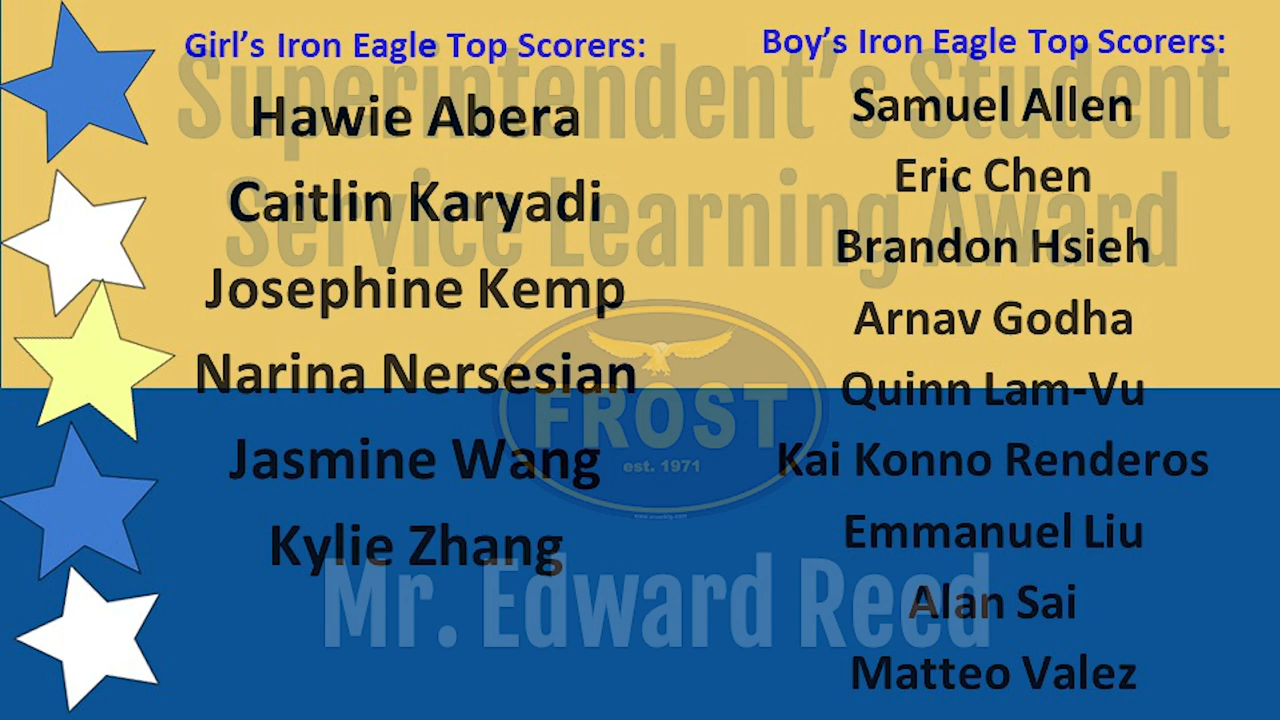 Girl's Iron Eagle Top Scorers:
Hawie Abera
Caitlin Karyadi
Josephine Kemp
Narina Nersesian
Jasmine Wang
Kylie Zhang
Boy's Iron Eagle Top Scorers:
Samuel Allen
Eric Chen
Brandon Hsieh
Arnav Godha
Quinn Lam-Vu
Kai Konno Renderos
Emmanuel Liu
Alan Sai
Matteo Valez
Superintendent's Student
Service Learning Award
FROST
est. 1971
Mr. Edward Reed